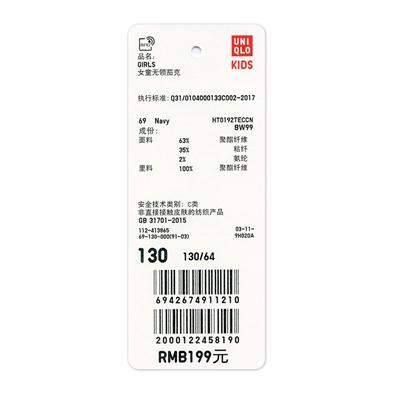 RFID
UNI
QLO
KIDS
品名:
GIRLS
女童无领茄克
执行标准: Q31/0104000133C002-2017
69 Navy HT0192TECCN
成份: BW99
面料 63% 聚酯纤维
35% 粘纤
2% 氨纶
里料 100% 聚酯纤维
安全技术类别: C类
非直接接触皮肤的纺织产品
GB 31701-2015
112-413865 03-11-
69-130-000(91-03) 9H020A
130 130/64
6942674911210
2000122458190
RMB199元